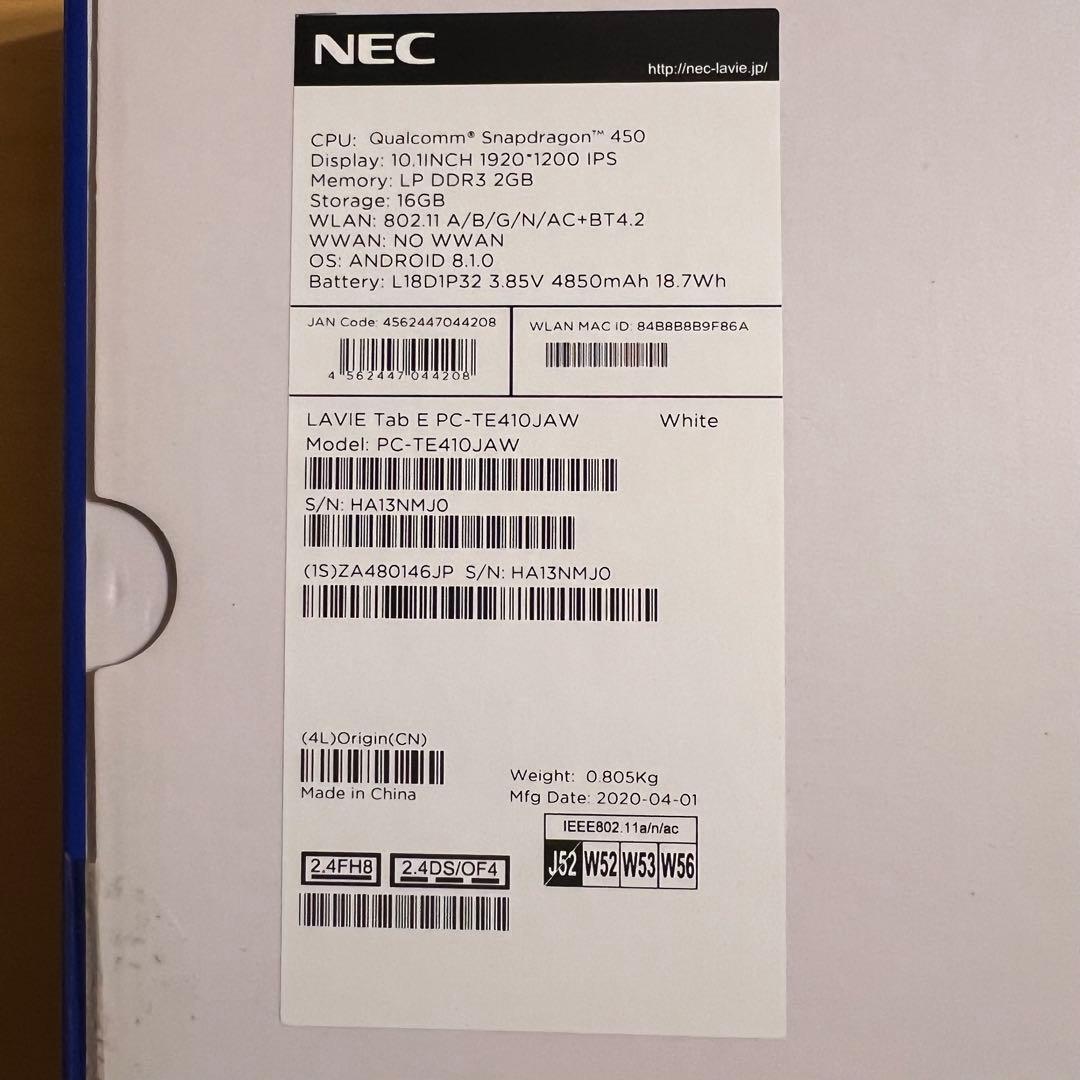 NEC
http://nec-lavie.jp/
CPU: Qualcomm® Snapdragon™ 450
Display: 10.1INCH 1920*1200 IPS
Memory: LP DDR3 2GB
Storage: 16GB
WLAN: 802.11 A/B/G/N/AC+BT4.2
WWAN: NO WWAN
OS: ANDROID 8.1.0
Battery: L18D1P32 3.85V 4850mAh 18.7Wh
JAN Code: 4562447044208
4 562447 044208
WLAN MAC ID: 84B8B8B9F86A
LAVIE Tab E PC-TE410JAW White
Model: PC-TE410JAW
S/N: HA13NMJ0
(1S)ZA480146JP S/N: HA13NMJ0
(4L)Origin(CN)
Made in China
Weight: 0.805Kg
Mfg Date: 2020-04-01
IEEE802.11a/n/ac
J52 W52 W53 W56
2.4FH8 2.4DS/OF4